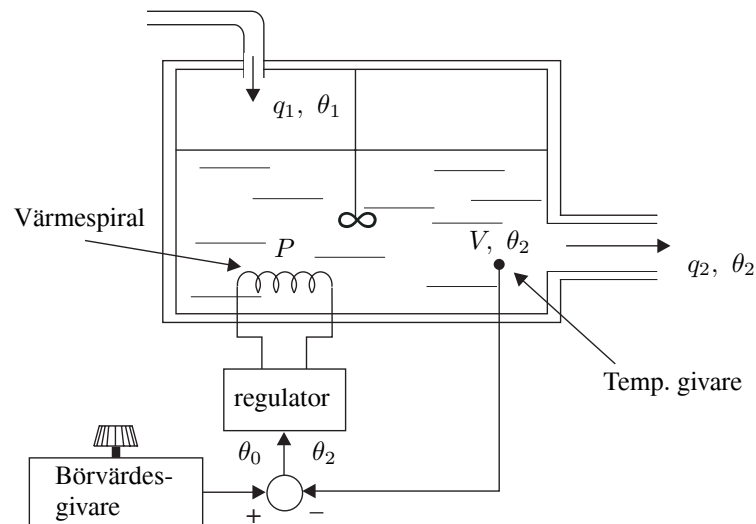 q₁, θ₁
Värmespiral
P
V, θ₂
q₂, θ₂
Temp. givare
regulator
θ₀ θ₂
Börvärdes-
givare
+ −